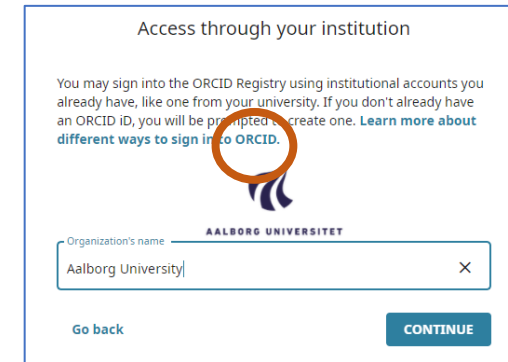 Access through your institution
You may sign into the ORCID Registry using institutional accounts you
already have, like one from your university. If you don't already have
an ORCID iD, you will be prompted to create one. Learn more about
different ways to sign into ORCID.
AALBORG UNIVERSITET
Organization's name
Aalborg University
Go back
CONTINUE